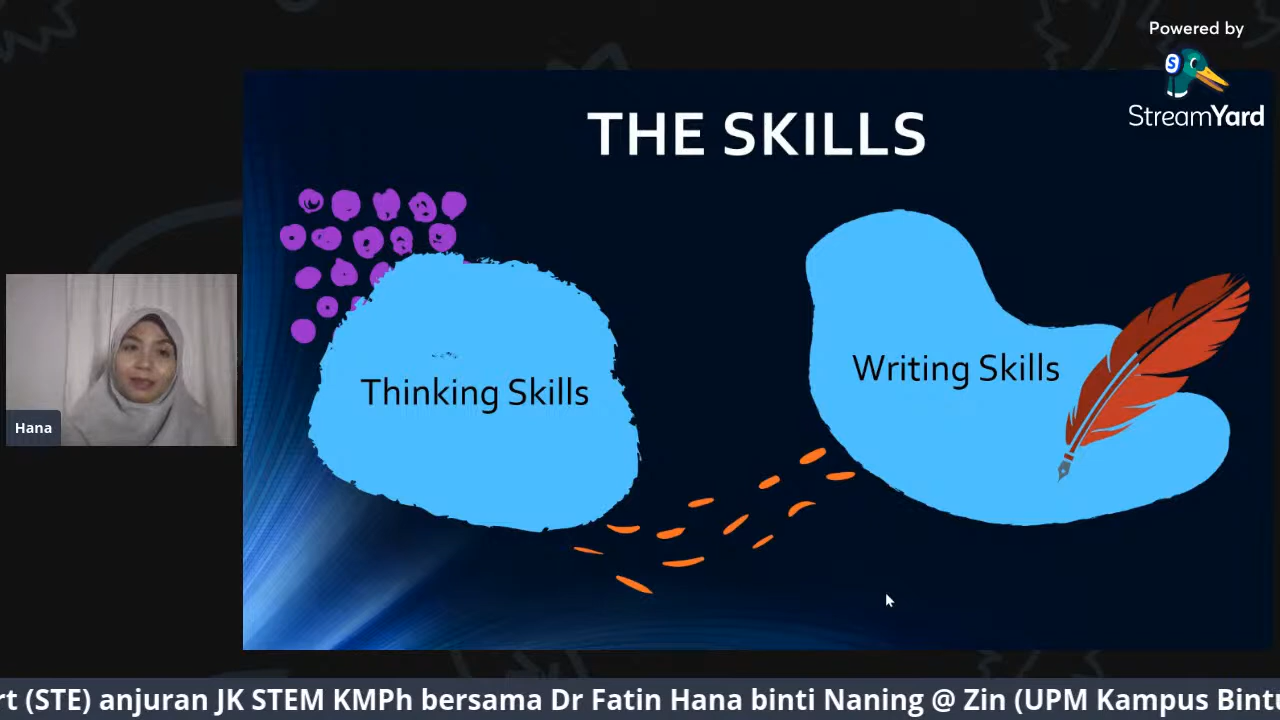 Powered by
StreamYard
THE SKILLS
Thinking Skills
Writing Skills
Hana
(STE) anjuran JK STEM KMPh bersama Dr Fatin Hana binti Naning @ Zin (UPM Kampus